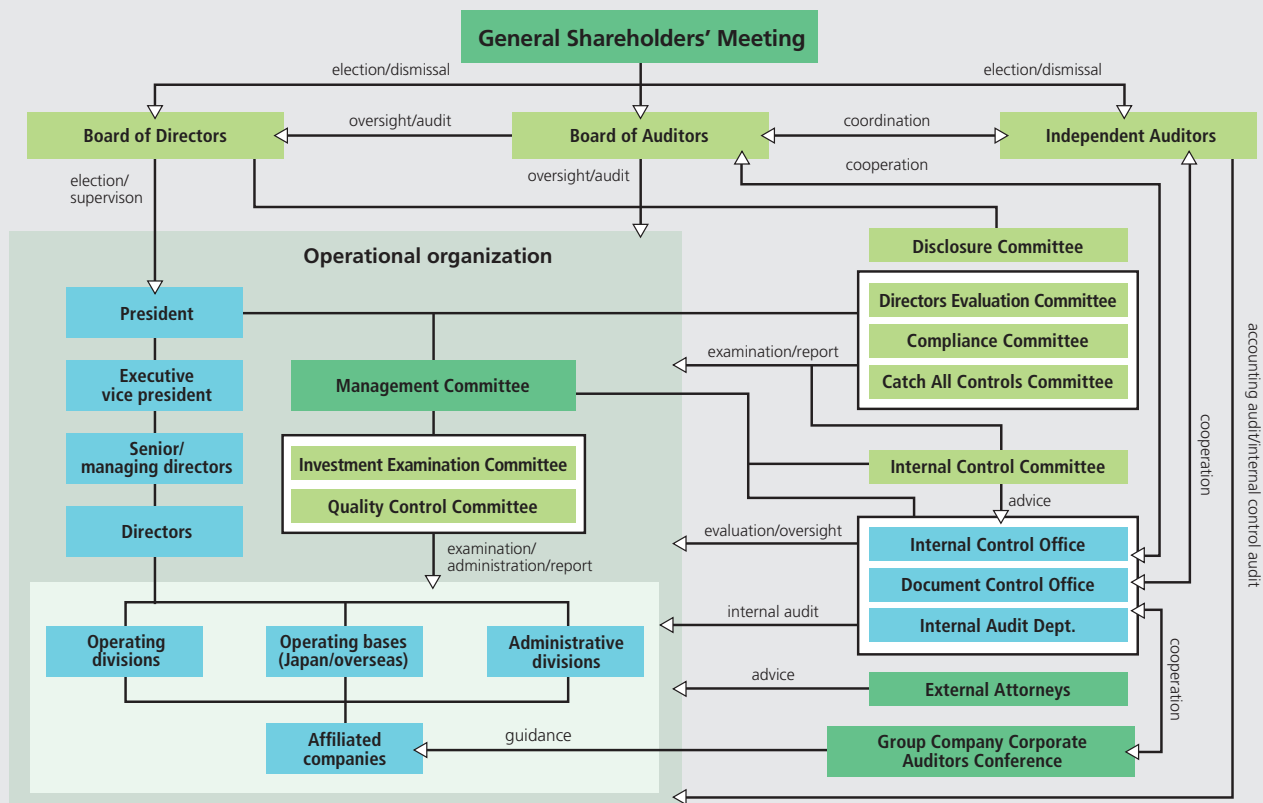 General Shareholders’ Meeting
election/dismissal
election/dismissal
Board of Directors
oversight/audit
Board of Auditors
coordination
Independent Auditors
election/
supervison
oversight/audit
cooperation
Operational organization
Disclosure Committee
President
Directors Evaluation Committee
Compliance Committee
Catch All Controls Committee
examination/report
Executive
vice president
Management Committee
Senior/
managing directors
Investment Examination Committee
Quality Control Committee
Internal Control Committee
advice
Directors
examination/
administration/report
evaluation/oversight
Internal Control Office
Document Control Office
Internal Audit Dept.
internal audit
cooperation
accounting audit/internal control audit
Operating
divisions
Operating bases
(Japan/overseas)
Administrative
divisions
advice
External Attorneys
cooperation
Affiliated
companies
guidance
Group Company Corporate
Auditors Conference